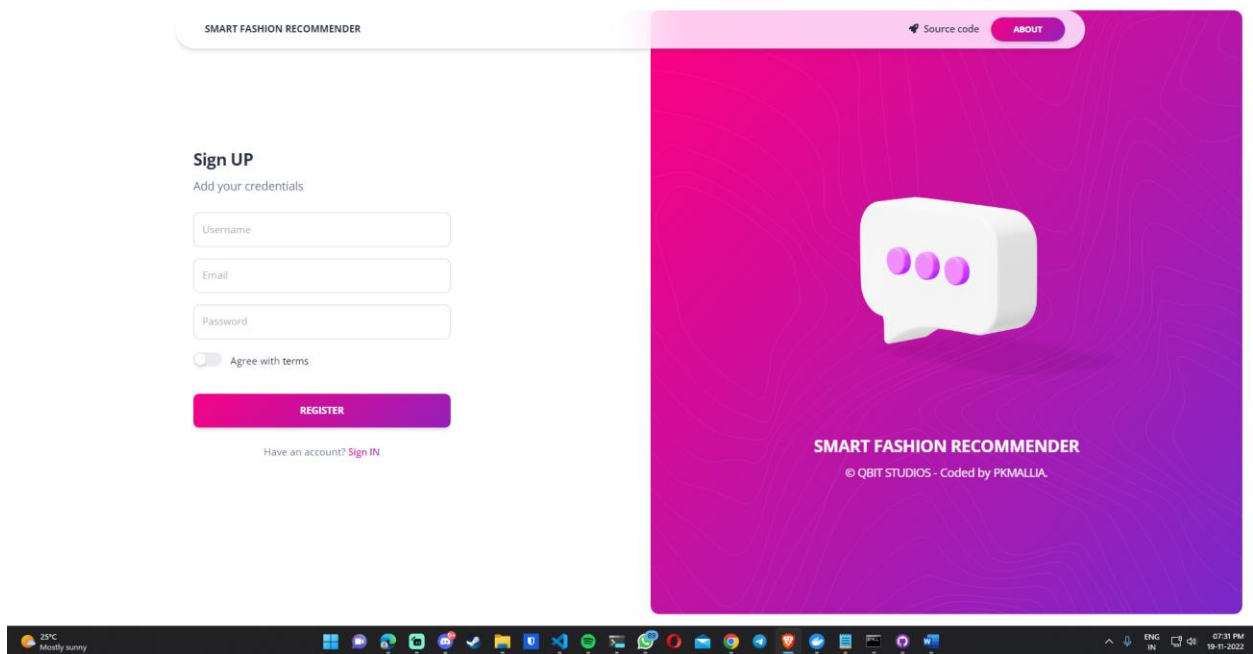 SMART FASHION RECOMMENDER
Source code
ABOUT
Sign UP
Add your credentials
Username
Email
Password
Agree with terms
REGISTER
Have an account? Sign IN
SMART FASHION RECOMMENDER
© QBIT STUDIOS - Coded by PKMALLIA.
25°C
Mostly sunny
89
ENG
IN
07:31 PM
19-11-2022